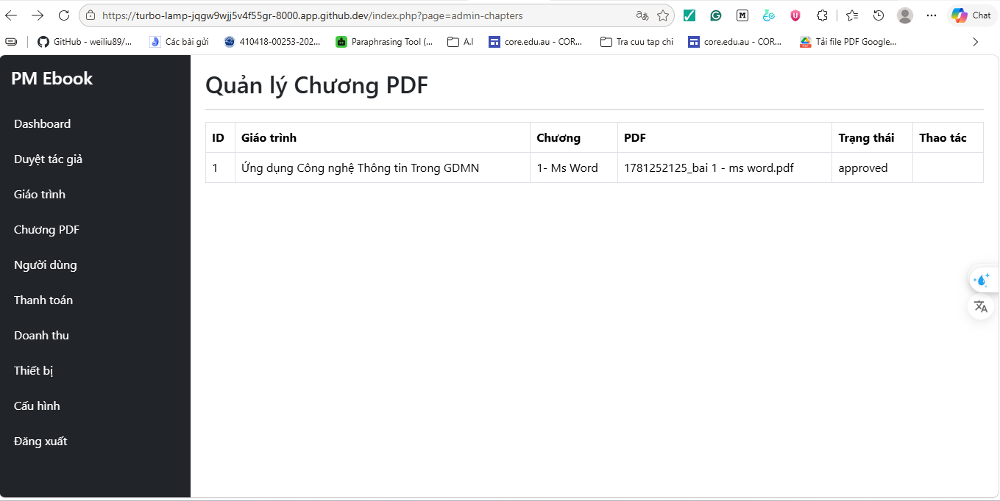 https://turbo-lamp-jqgw9wjj5v4f55gr-8000.app.github.dev/index.php?page=admin-chapters
Chat
GitHub - weiliu89/...
Các bài gửi
410418-00253-202...
Paraphrasing Tool (...
A.I
core.edu.au - COR...
Tra cuu tap chi
core.edu.au - COR...
Tải file PDF Google...
PM Ebook
Dashboard
Duyệt tác giả
Giáo trình
Chương PDF
Người dùng
Thanh toán
Doanh thu
Thiết bị
Cấu hình
Đăng xuất
Quản lý Chương PDF
ID Giáo trình Chương PDF Trạng thái Thao tác
1 Ứng dụng Công nghệ Thông tin Trong GDMN 1- Ms Word 1781252125_bai 1 - ms word.pdf approved